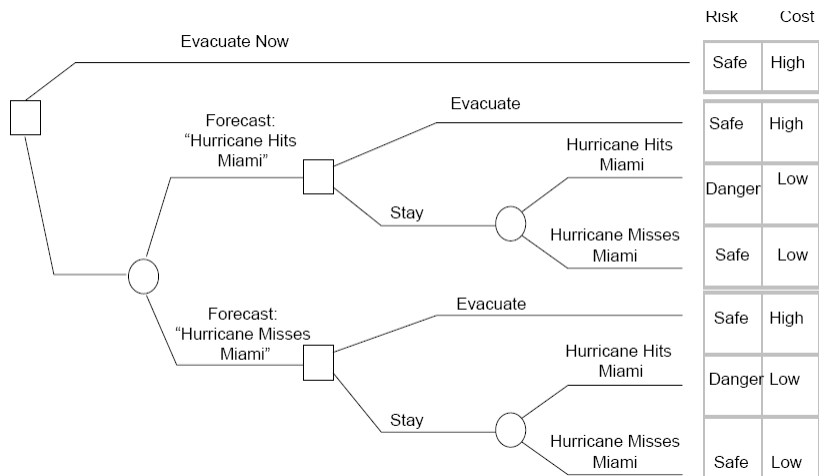 Risk Cost
Evacuate Now
Safe High
Evacuate
Safe High
Forecast:
“Hurricane Hits
Miami”
Hurricane Hits
Miami
Danger Low
Stay
Hurricane Misses
Miami
Safe Low
Evacuate
Safe High
Forecast:
“Hurricane Misses
Miami”
Hurricane Hits
Miami
Danger Low
Stay
Hurricane Misses
Miami
Safe Low